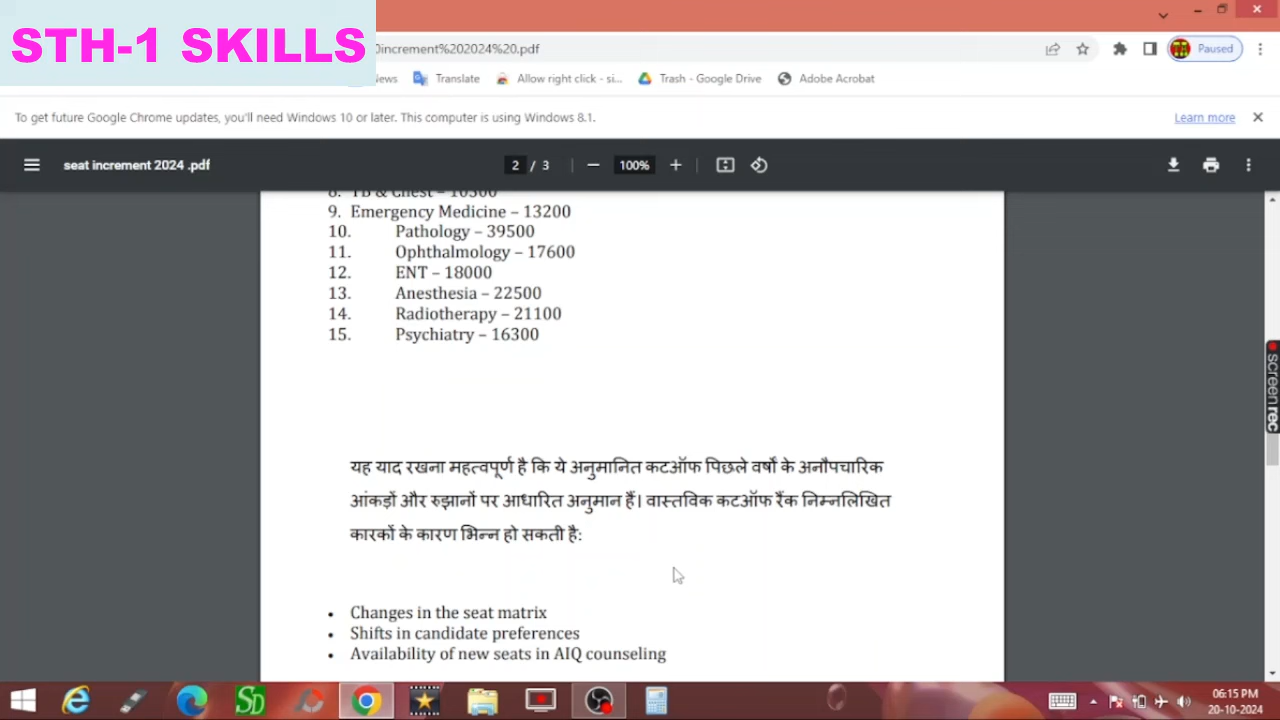 STH-1 SKILLS
0increment%202024%20.pdf
Paused
News
Translate
Allow right click - si...
Trash - Google Drive
Adobe Acrobat
To get future Google Chrome updates, you'll need Windows 10 or later. This computer is using Windows 8.1.
Learn more
seat increment 2024 .pdf
2 / 3
100%
8. TB & Chest – 10300
9. Emergency Medicine – 13200
10. Pathology – 39500
11. Ophthalmology – 17600
12. ENT – 18000
13. Anesthesia – 22500
14. Radiotherapy – 21100
15. Psychiatry – 16300
यह याद रखना महत्वपूर्ण है कि ये अनुमानित कटऑफ पिछले वर्षों के अनौपचारिक
आंकड़ों और रुझानों पर आधारित अनुमान हैं। वास्तविक कटऑफ रैंक निम्नलिखित
कारकों के कारण भिन्न हो सकती है:
• Changes in the seat matrix
• Shifts in candidate preferences
• Availability of new seats in AIQ counseling
screenrec
06:15 PM
20-10-2024